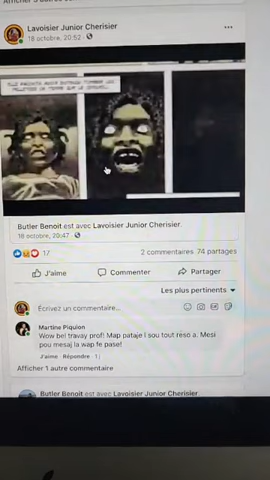 Lavoisier Junior Cherisier
18 octobre, 20:52
Butler Benoit est avec Lavoisier Junior Cherisier.
18 octobre, 20:47
17
2 commentaires 74 partages
J'aime
Commenter
Partager
Les plus pertinents
Écrivez un commentaire...
GIF
Martine Piquion
Wow bel travay prof! Map pataje l sou tout reso a. Mesi
pou mesaj la wap fe pase!
J'aime Répondre 1
Afficher 1 autre commentaire
Butler Benoit est avec Lavoisier Junior Cherisier.